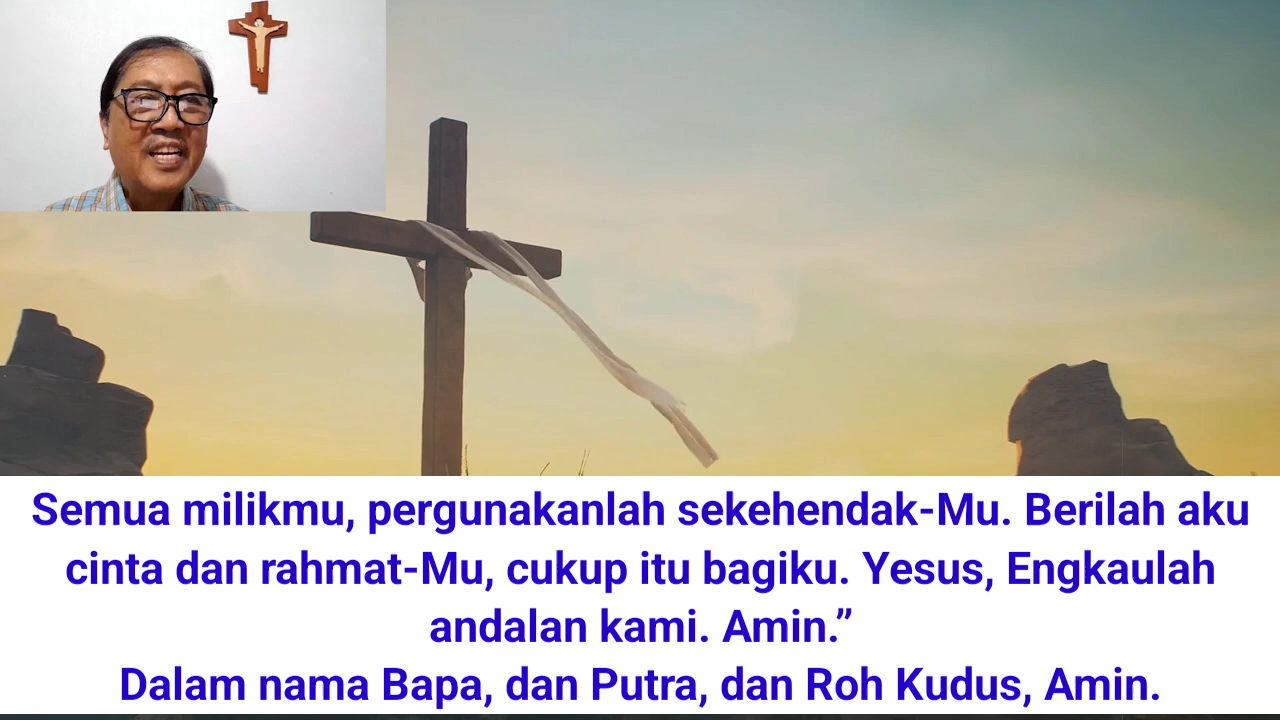 Semua milikmu, pergunakanlah sekehendak-Mu. Berilah aku
cinta dan rahmat-Mu, cukup itu bagiku. Yesus, Engkaulah
andalan kami. Amin.”
Dalam nama Bapa, dan Putra, dan Roh Kudus, Amin.